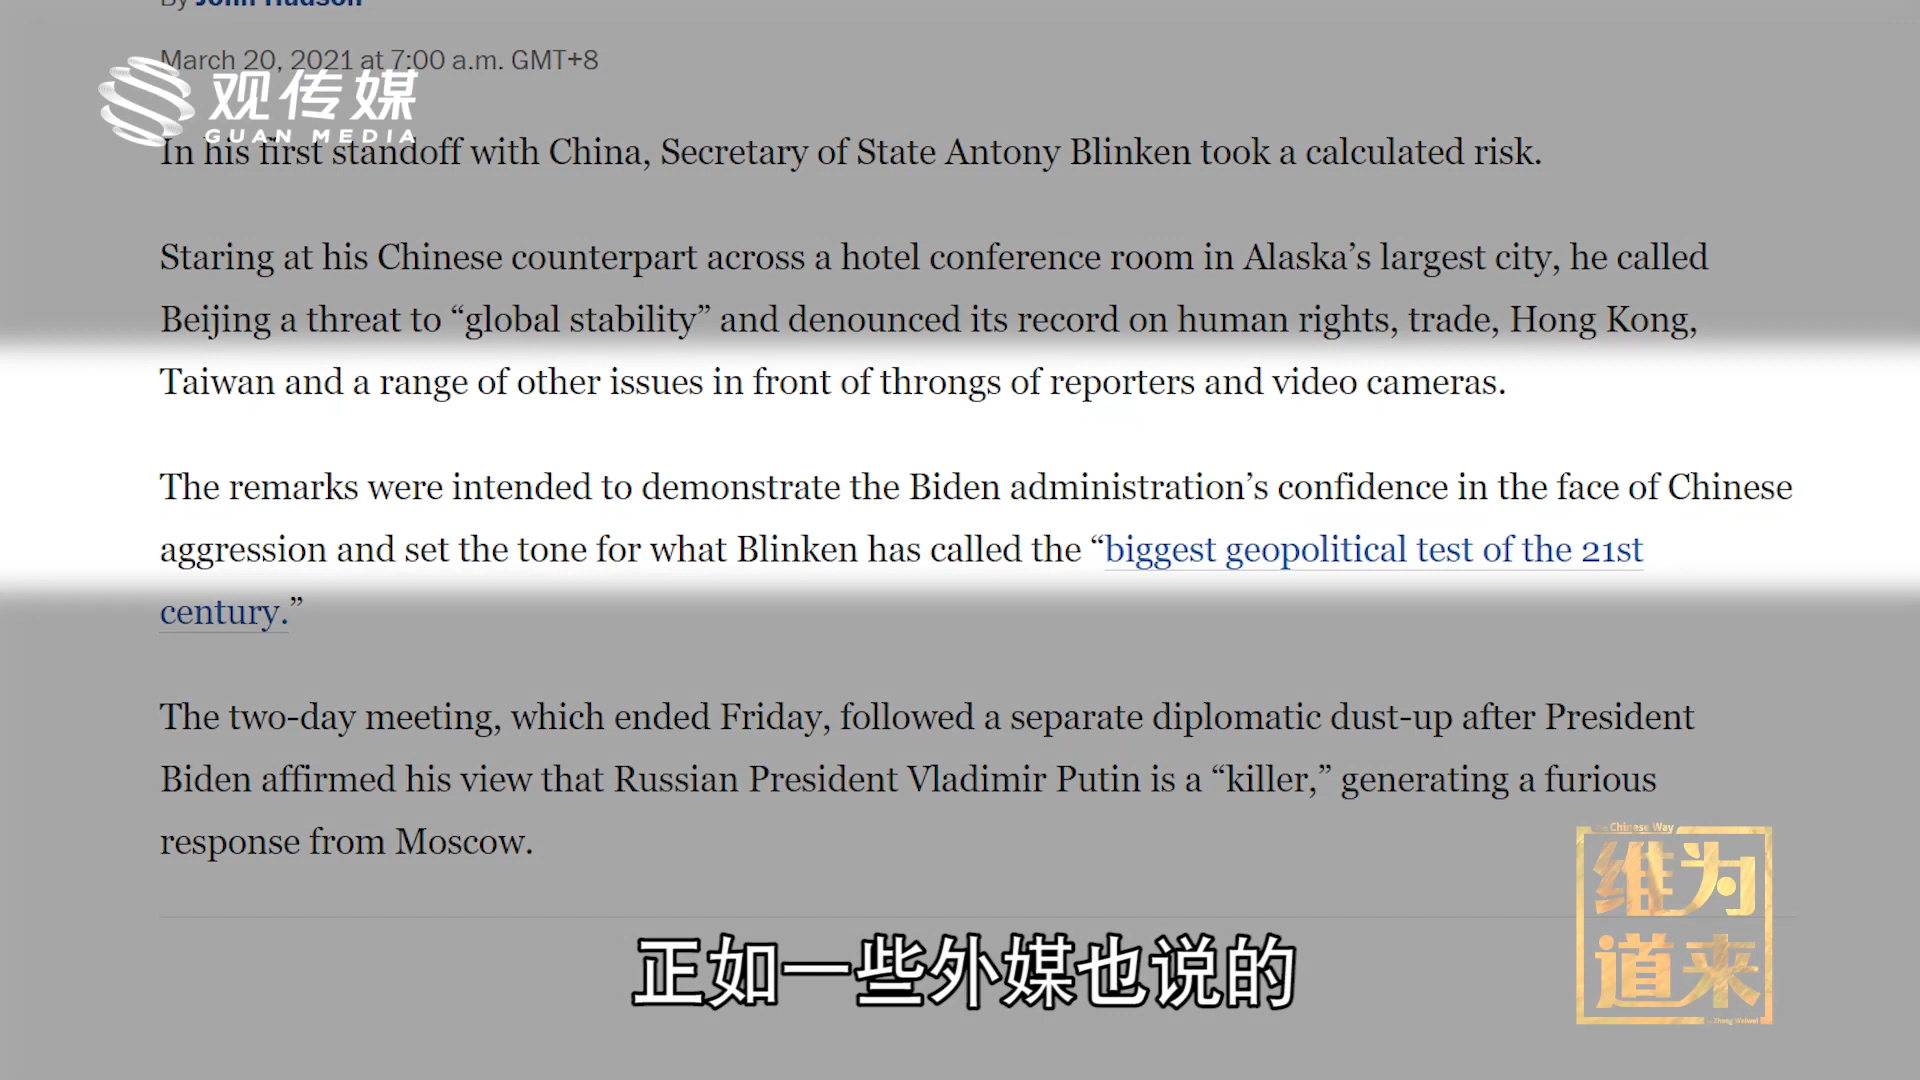 By John Hudson
March 20, 2021 at 7:00 a.m. GMT+8
观传媒
GUAN MEDIA
In his first standoff with China, Secretary of State Antony Blinken took a calculated risk.
Staring at his Chinese counterpart across a hotel conference room in Alaska’s largest city, he called
Beijing a threat to “global stability” and denounced its record on human rights, trade, Hong Kong,
Taiwan and a range of other issues in front of throngs of reporters and video cameras.
The remarks were intended to demonstrate the Biden administration’s confidence in the face of Chinese
aggression and set the tone for what Blinken has called the “biggest geopolitical test of the 21st
century.”
The two-day meeting, which ended Friday, followed a separate diplomatic dust-up after President
Biden affirmed his view that Russian President Vladimir Putin is a “killer,” generating a furious
response from Moscow.
Chinese Way
维为
道来
Zhang Weiwei
正如一些外媒也说的